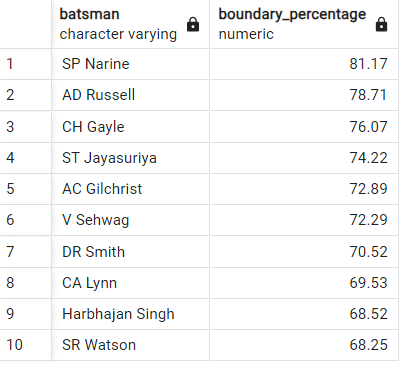 batsman boundary_percentage
character varying numeric
1 SP Narine 81.17
2 AD Russell 78.71
3 CH Gayle 76.07
4 ST Jayasuriya 74.22
5 AC Gilchrist 72.89
6 V Sehwag 72.29
7 DR Smith 70.52
8 CA Lynn 69.53
9 Harbhajan Singh 68.52
10 SR Watson 68.25